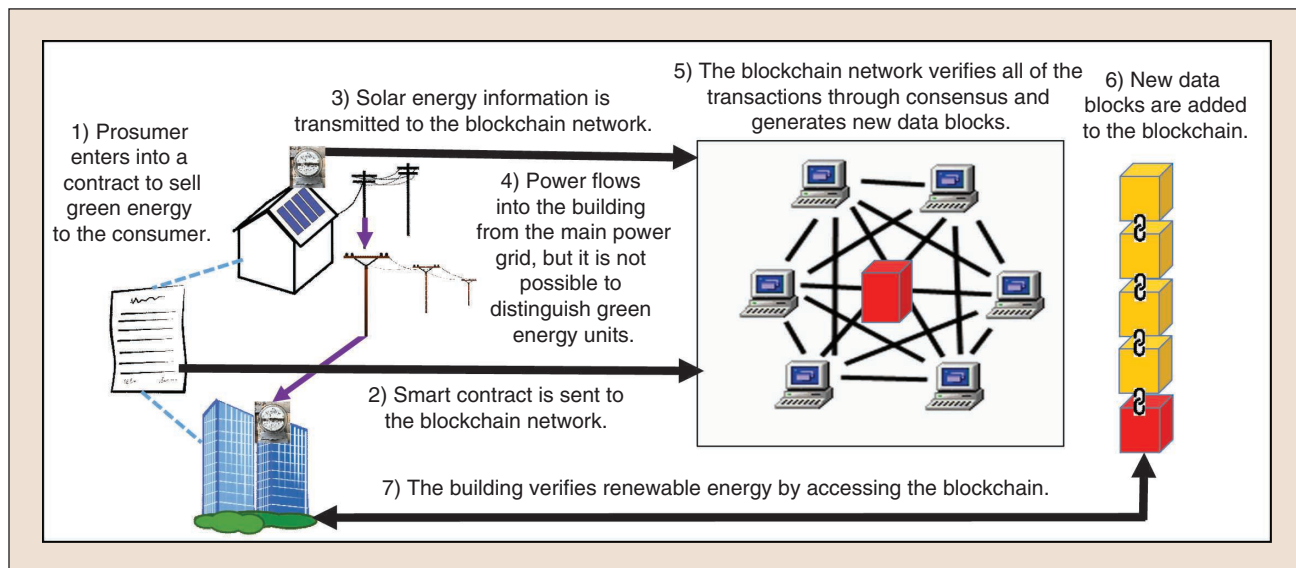 1) Prosumer
enters into a
contract to sell
green energy
to the consumer.
2) Smart contract is sent to
the blockchain network.
3) Solar energy information is
transmitted to the blockchain network.
4) Power flows
into the building
from the main power
grid, but it is not
possible to
distinguish green
energy units.
5) The blockchain network verifies all of the
transactions through consensus and
generates new data blocks.
6) New data
blocks are added
to the blockchain.
7) The building verifies renewable energy by accessing the blockchain.